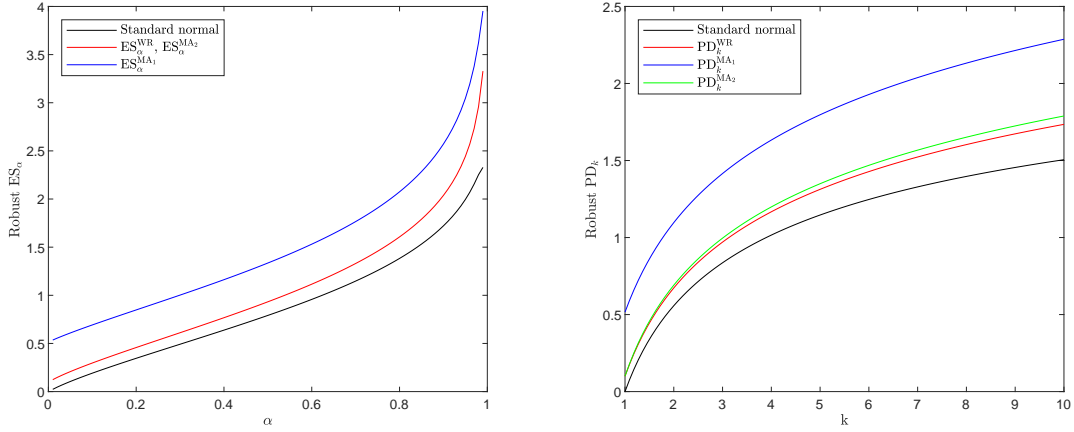 Standard normal
ES_α^WR, ES_α^MA₂
ES_α^MA₁
Robust ES_α
4
3.5
3
2.5
2
1.5
1
0.5
0
0 0.2 0.4 0.6 0.8 1
α
Standard normal
PD_k^WR
PD_k^MA₁
PD_k^MA₂
Robust PD_k
2.5
2
1.5
1
0.5
0
1 2 3 4 5 6 7 8 9 10
k